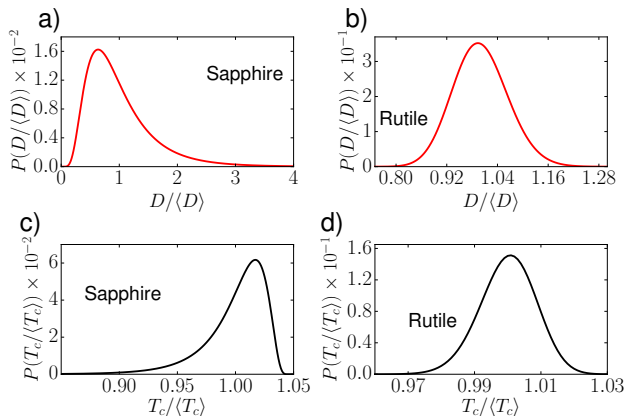 a)
b)
P(D/⟨D⟩) × 10⁻²
1.6
1.2
0.8
0.4
0.0
Sapphire
0 1 2 3 4
D/⟨D⟩
P(D/⟨D⟩) × 10⁻¹
3
2
1
0
Rutile
0.80 0.92 1.04 1.16 1.28
D/⟨D⟩
c)
d)
P(T_c/⟨T_c⟩) × 10⁻²
6
4
2
0
Sapphire
0.90 0.95 1.00 1.05
T_c/⟨T_c⟩
P(T_c/⟨T_c⟩) × 10⁻¹
1.6
1.2
0.8
0.4
0.0
Rutile
0.97 0.99 1.01 1.03
T_c/⟨T_c⟩